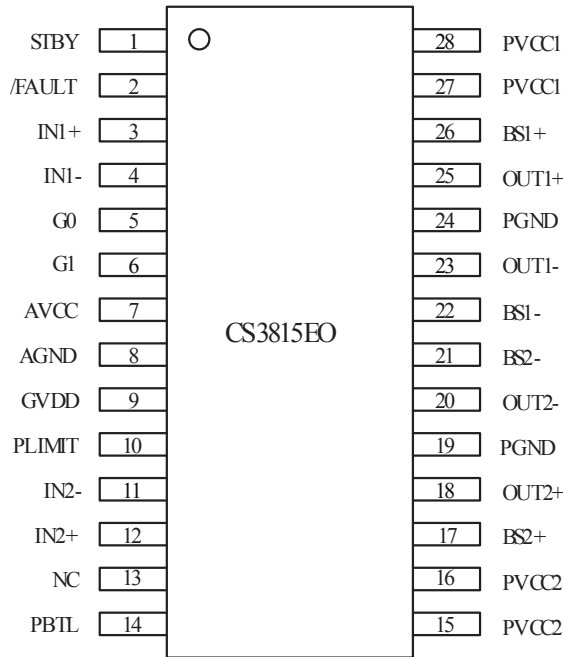 STBY 1 28 PVCC1
/FAULT 2 27 PVCC1
IN1+ 3 26 BS1+
IN1- 4 25 OUT1+
G0 5 24 PGND
G1 6 23 OUT1-
AVCC 7 22 BS1-
CS3815EO
AGND 8 21 BS2-
GVDD 9 20 OUT2-
PLIMIT 10 19 PGND
IN2- 11 18 OUT2+
IN2+ 12 17 BS2+
NC 13 16 PVCC2
PBTL 14 15 PVCC2